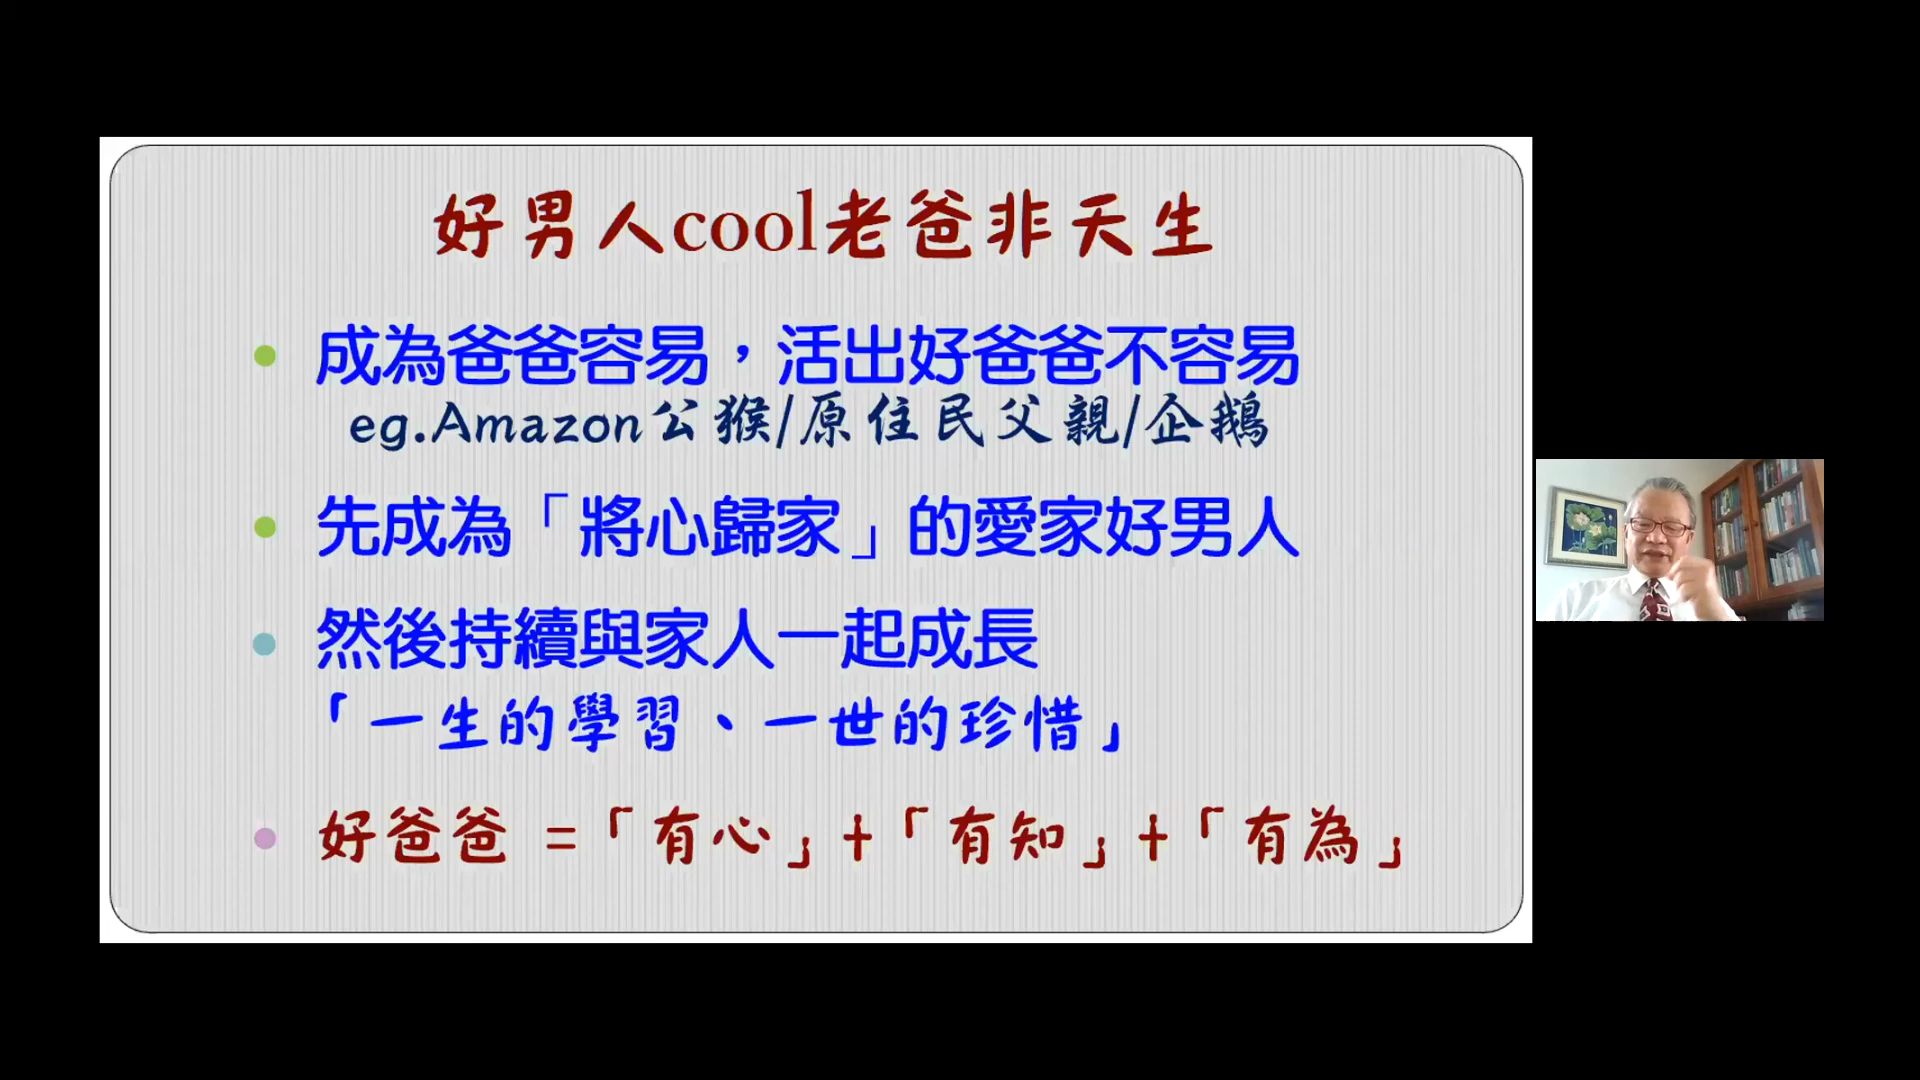 好男人cool老爸非天生
成為爸爸容易，活出好爸爸不容易
eg.Amazon公猴/原住民父親/企鵝
先成為「將心歸家」的愛家好男人
然後持續與家人一起成長
「一生的學習、一世的珍惜」
好爸爸 =「有心」+「有知」+「有為」